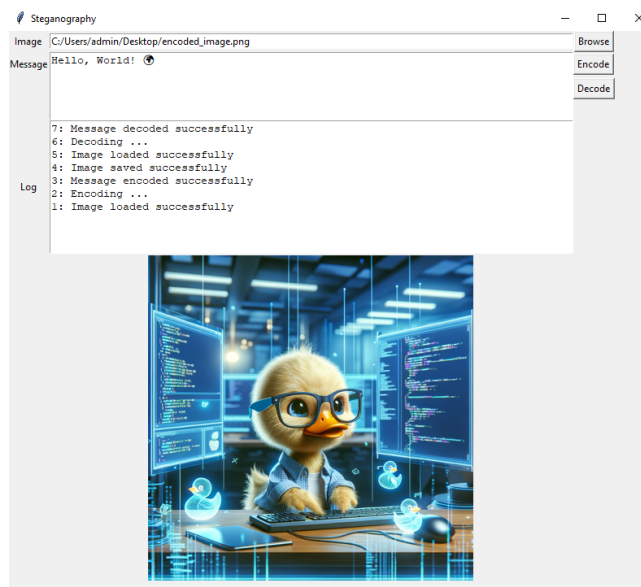 Steganography
Image C:/Users/admin/Desktop/encoded_image.png Browse
Message Hello, World! 🌍 Encode
Decode
7: Message decoded successfully
6: Decoding ...
5: Image loaded successfully
4: Image saved successfully
Log
3: Message encoded successfully
2: Encoding ...
1: Image loaded successfully